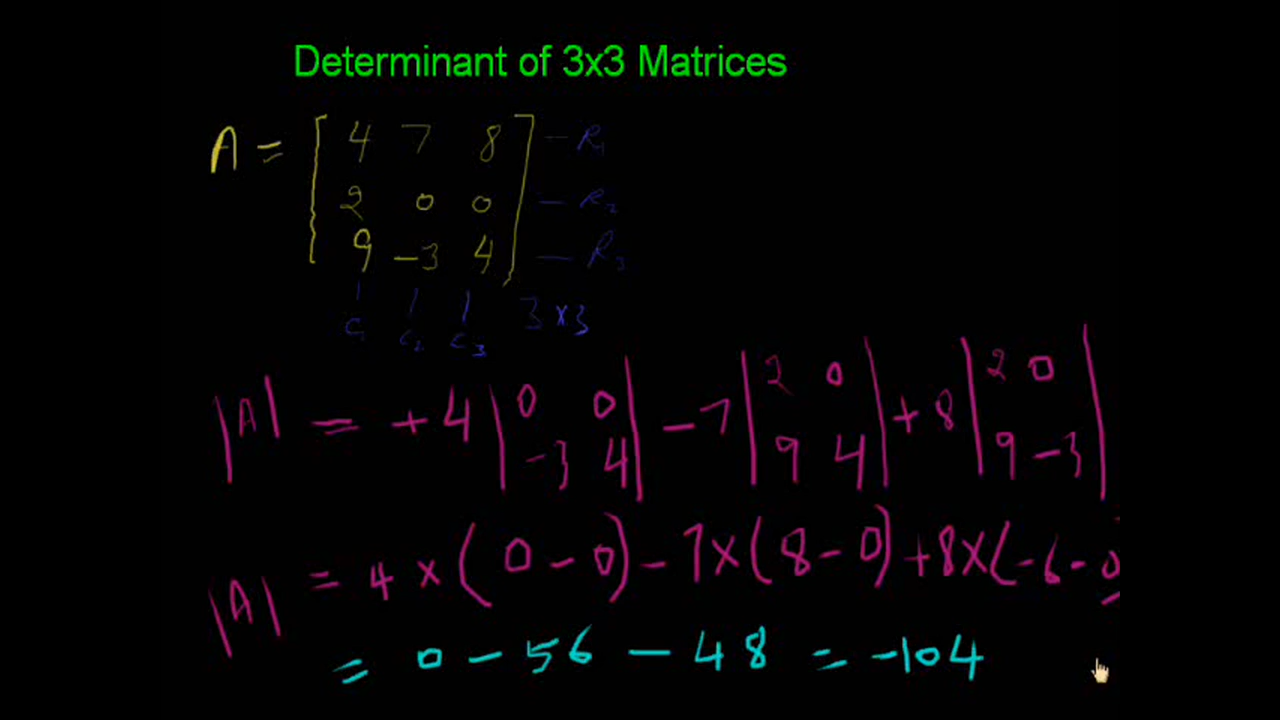 Determinant of 3x3 Matrices
A = [ 4 7 8 ] — R1
2 0 0 — R2
9 -3 4 — R3
C C2 C3 3 x 3
|A| = +4 | 0 0 | - 7 | 2 0 | + 8 | 2 0 |
-3 4 9 4 9 -3
|A| = 4 x (0 - 0) - 7 x (8 - 0) + 8 x (-6 - 0
= 0 - 56 - 48 = -104